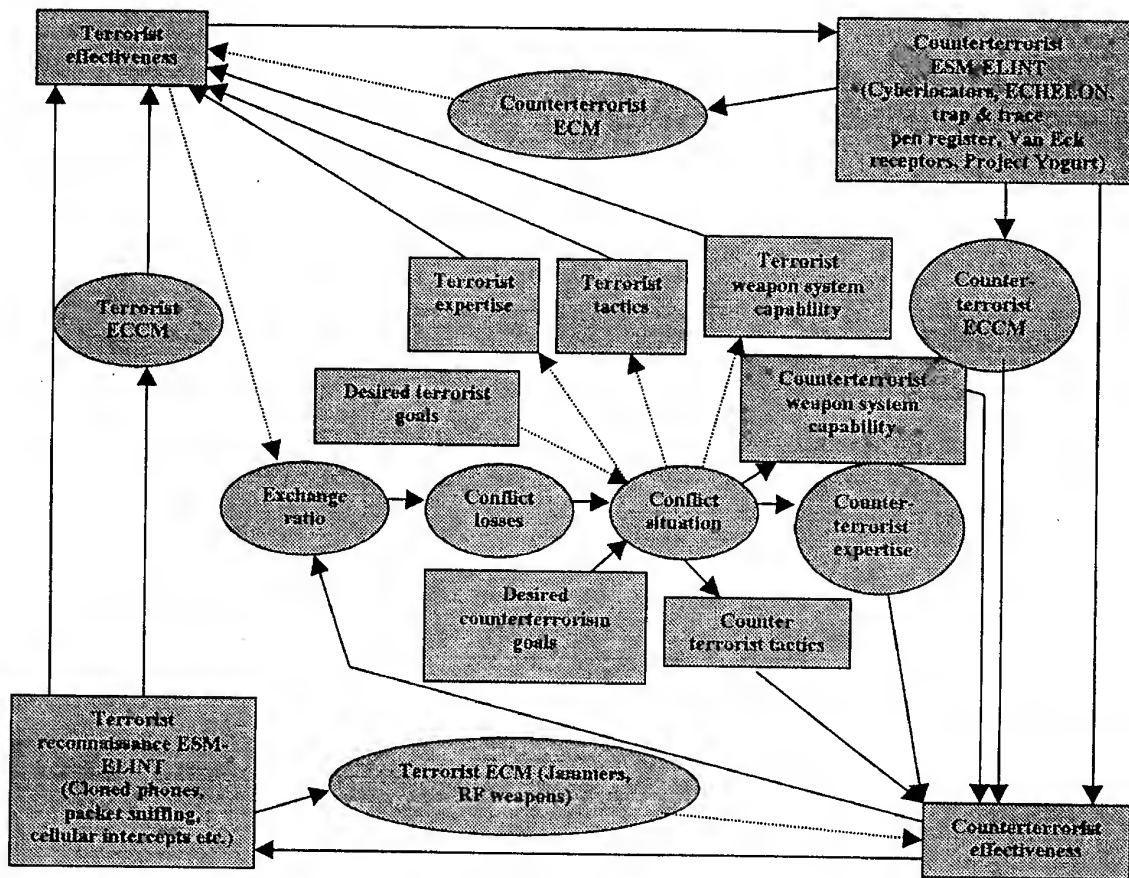 Terrorist
effectiveness
Counterterrorist
ESM-ELINT
(Cyberlocators, ECHELON,
trap & trace
pen register, Van Eck
receptors, Project Yogurt)
Counterterrorist
ECM
Terrorist
expertise
Terrorist
tactics
Terrorist
weapon system
capability
Counter-
terrorist
ECCM
Terrorist
ECCM
Desired terrorist
goals
Counterterrorist
weapon system
capability
Exchange
ratio
Conflict
losses
Conflict
situation
Counter-
terrorist
expertise
Desired
counterterrorism
goals
Counter
terrorist tactics
Terrorist
reconnaissance ESM-
ELINT
(Cloned phones,
packet sniffing,
cellular intercepts etc.)
Terrorist ECM (Jammers,
RF weapons)
Counterterrorist
effectiveness